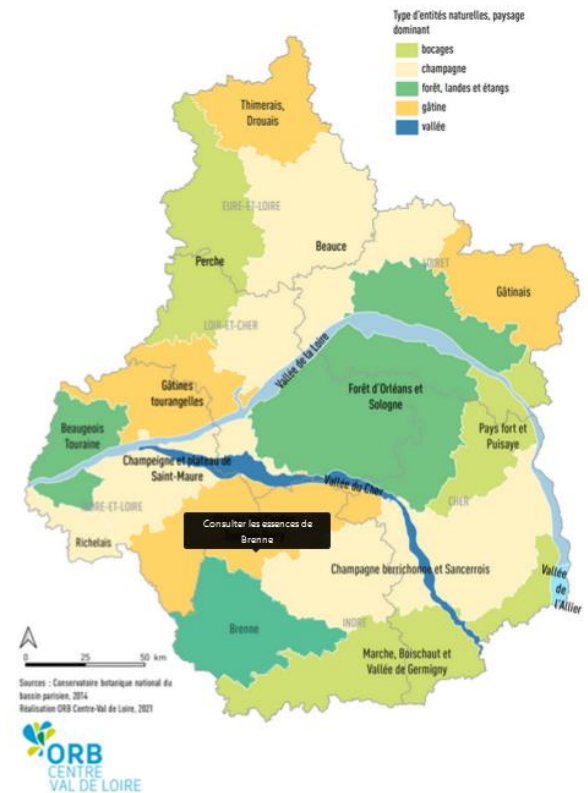 Type d'entités naturelles, paysage
dominant
bocages
champagne
forêt, landes et étangs
gâtine
vallée
Thimerais,
Drouais
EURE-ET-LOIRE
Beauce
LOIRET
Perche
Gâtinais
LOIR-ET-CHER
Vallée de la Loire
Gâtines
tourangelles
Forêt d'Orléans et
Sologne
Beaugeois
Touraine
Pays fort et
Puisaye
Champeigne et plateau de
Saint-Maure
Vallée du Cher
CHER
Richelais
Consulter les essences de
Brenne
Champagne berrichonne et Sancerrois
Vallée
de
l'Allier
Brenne
INDRE
Marche, Boischaut et
Vallée de Germigny
0 25 50 km
Sources : Conservatoire botanique national du
bassin parisien, 2014
Réalisation ORB Centre-Val de Loire, 2021
ORB
CENTRE
VAL DE LOIRE